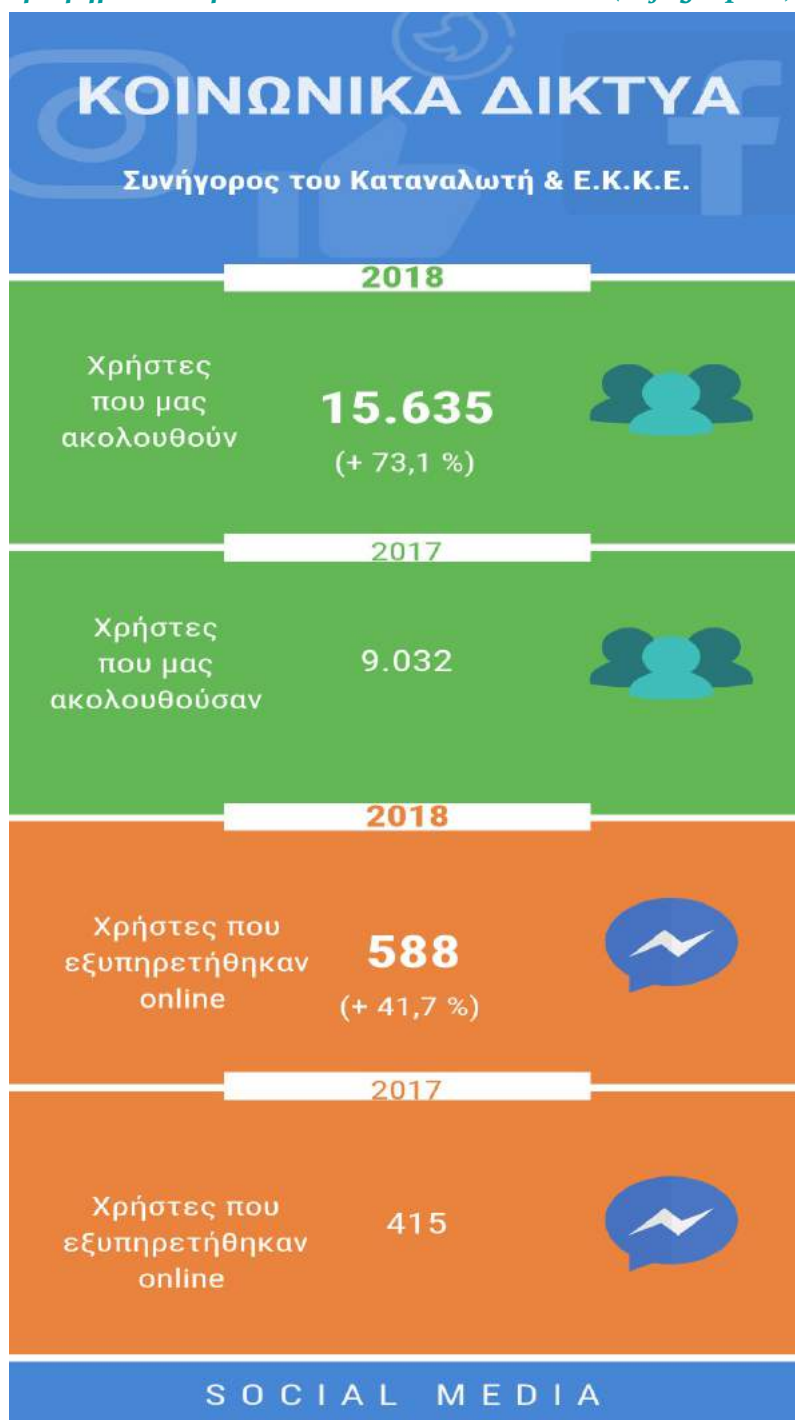 ΚΟΙΝΩΝΙΚΑ ΔΙΚΤΥΑ
Συνήγορος του Καταναλωτή & Ε.Κ.Κ.Ε.
2018
Χρήστες
που μας
ακολουθούν
15.635
(+ 73,1 %)
2017
Χρήστες
που μας
ακολουθούσαν
9.032
2018
Χρήστες που
εξυπηρετήθηκαν
online
588
(+ 41,7 %)
2017
Χρήστες που
εξυπηρετήθηκαν
online
415
SOCIAL MEDIA